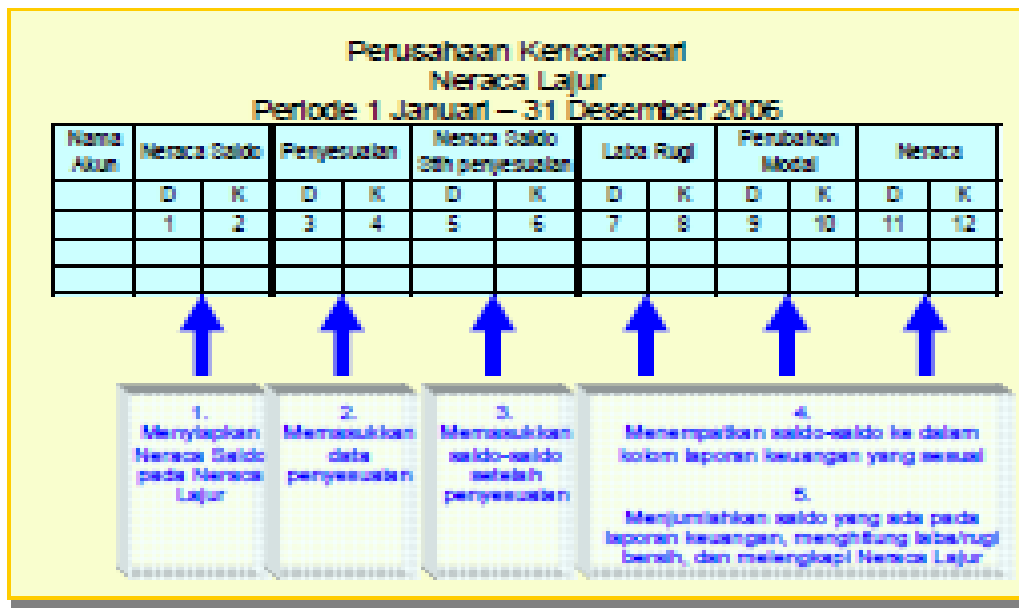 Perusahaan Kencanasari
Neraca Lajur
Periode 1 Januari – 31 Desember 2006
Nama Akun Neraca Saldo Penyesuaian Neraca Saldo Stlh penyesuaian Laba Rugi Perubahan Modal Neraca
D K D K D K D K D K D K
1 2 3 4 5 6 7 8 9 10 11 12
1.
Menyiapkan
Neraca Saldo
pada Neraca
Lajur
2.
Memasukkan
data
penyesuaian
3.
Memasukkan
saldo-saldo
setelah
penyesuaian
4.
Menempatkan saldo-saldo ke dalam
kolom laporan keuangan yang sesuai
5.
Menjumlahkan saldo yang ada pada
laporan keuangan, menghitung laba/rugi
bersih, dan melengkapi Neraca Lajur